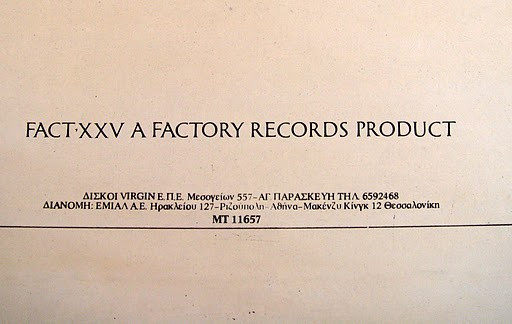 FACT·XXV A FACTORY RECORDS PRODUCT
ΔΙΣΚΟΙ VIRGIN Ε.Π.Ε. Μεσογείων 557–ΑΓ ΠΑΡΑΣΚΕΥΗ ΤΗΛ 6592468
ΔΙΑΝΟΜΗ: ΕΜΙΑΛ Α.Ε. Ηρακλείου 127–Ριζούπολη–Αθήνα–Μακένζυ Κίνγκ 12 Θεσσαλονίκη
ΜΤ 11657